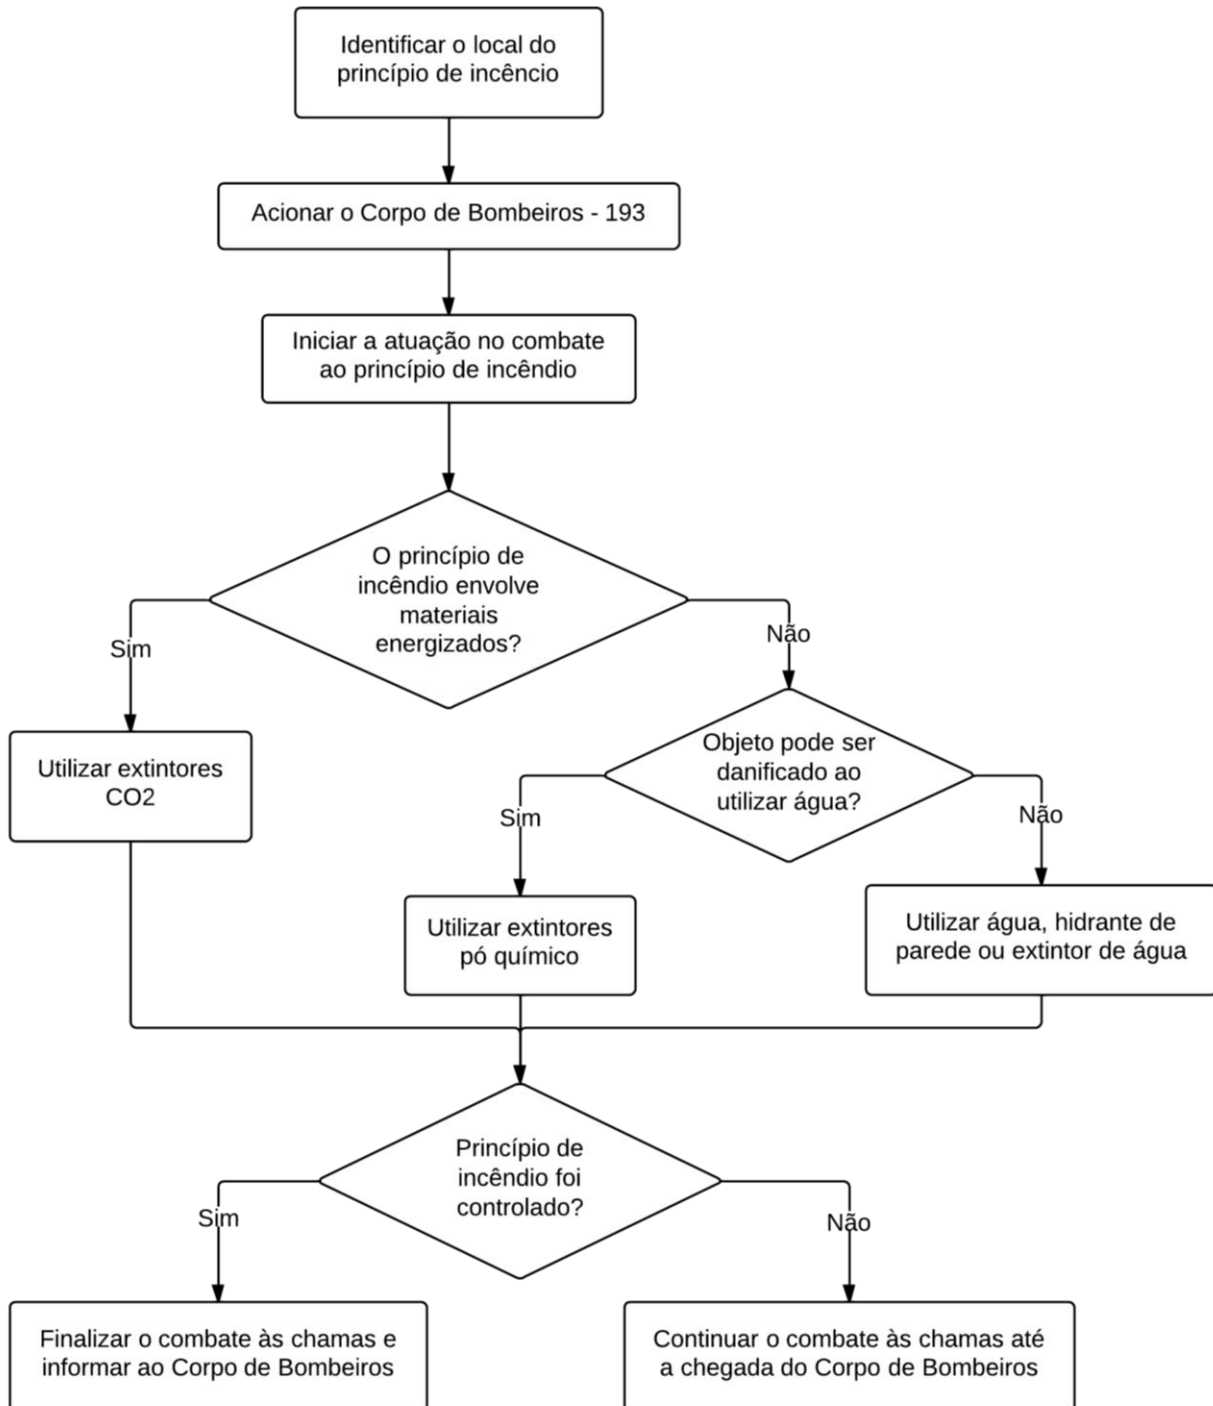 Identificar o local do
princípio de incêncio
Acionar o Corpo de Bombeiros - 193
Iniciar a atuação no combate
ao princípio de incêndio
O princípio de
incêndio envolve
materiais
energizados?
Sim
Não
Utilizar extintores
CO2
Objeto pode ser
danificado ao
utilizar água?
Sim
Não
Utilizar extintores
pó químico
Utilizar água, hidrante de
parede ou extintor de água
Princípio de
incêndio foi
controlado?
Sim
Não
Finalizar o combate às chamas e
informar ao Corpo de Bombeiros
Continuar o combate às chamas até
a chegada do Corpo de Bombeiros